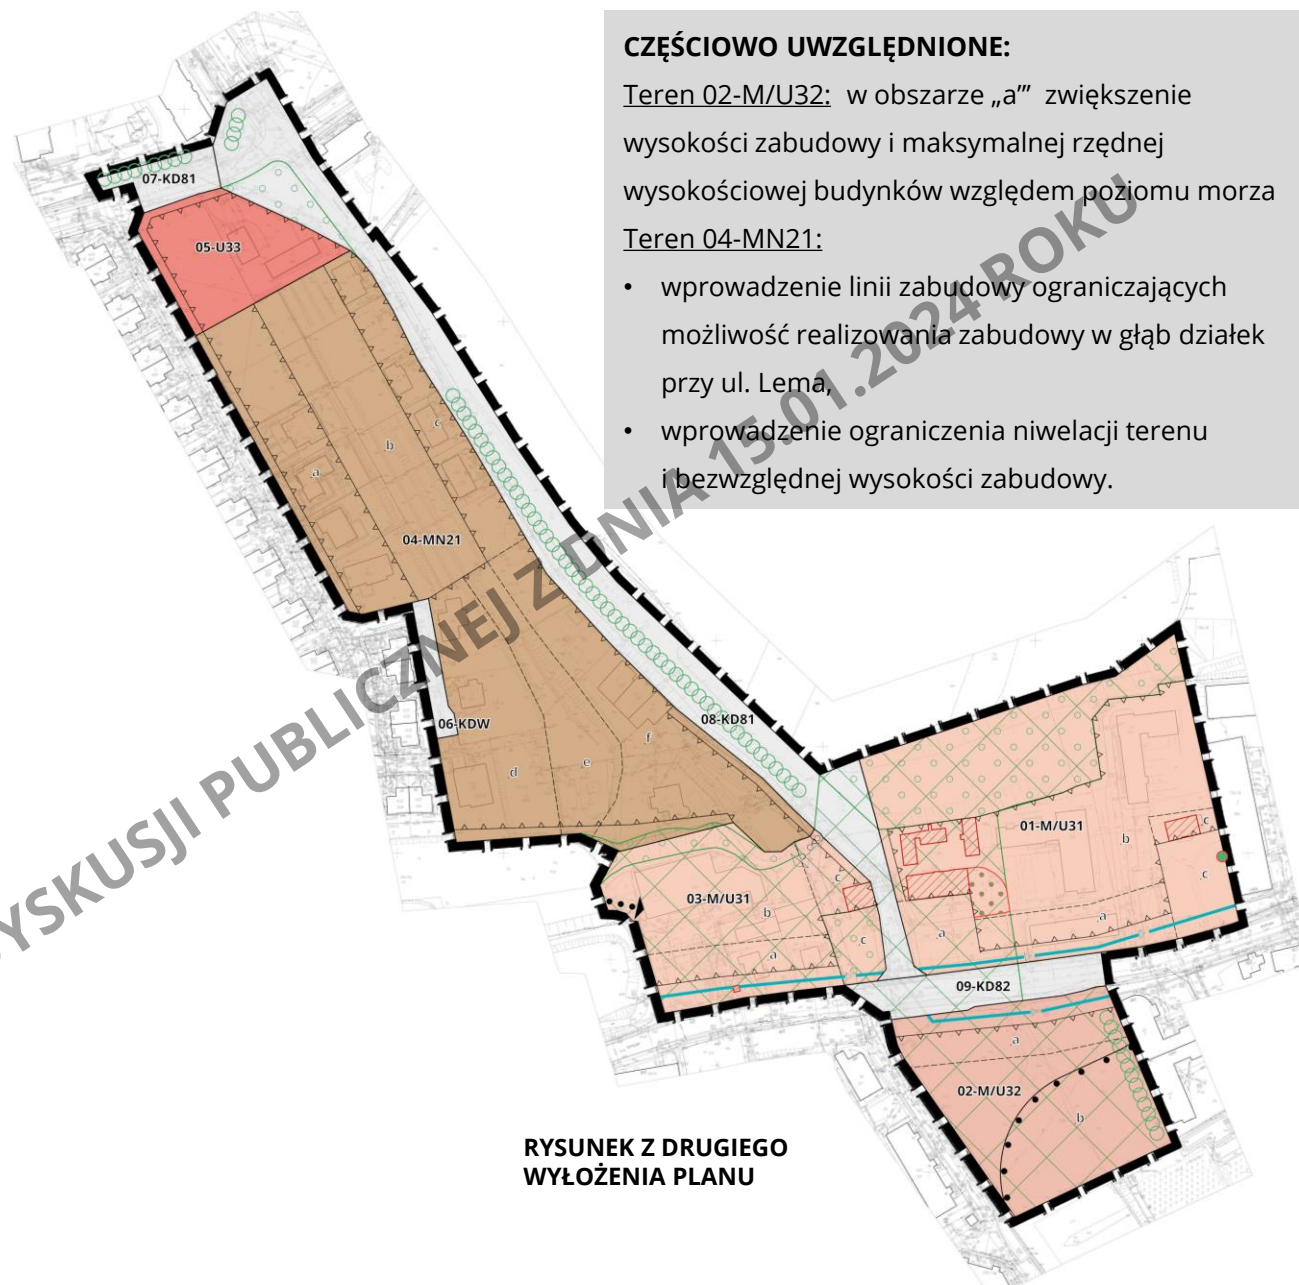 CZĘŚCIOWO UWZGLĘDNIONE:
Teren 02-M/U32: w obszarze „a'” zwiększenie
wysokości zabudowy i maksymalnej rzędnej
wysokościowej budynków względem poziomu morza
Teren 04-MN21:
• wprowadzenie linii zabudowy ograniczających
możliwość realizowania zabudowy w głąb działek
przy ul. Lema,
• wprowadzenie ograniczenia niwelacji terenu
i bezwzględnej wysokości zabudowy.
YSKUSJI PUBLICZNEJ Z DNIA 15.01.2024 ROKU
07-KD81
05-U33
c
b
a
04-MN21
06-KDW
08-KD81
f
e
d
01-M/U31
b
c
c
a
a
03-M/U31
c
b
c
a
09-KD82
a
02-M/U32
b
RYSUNEK Z DRUGIEGO
WYŁOŻENIA PLANU